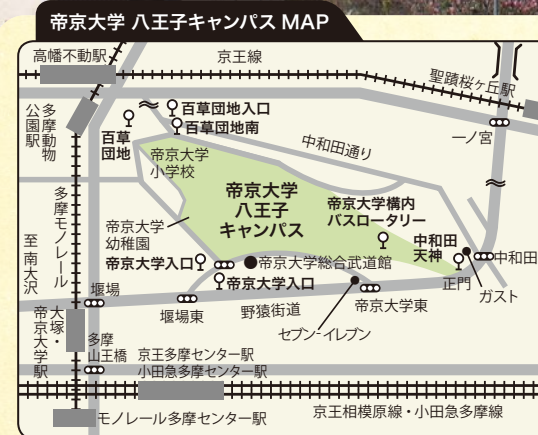 帝京大学 八王子キャンパス MAP
高幡不動駅
京王線
聖蹟桜ヶ丘駅
多摩動物
公園駅
百草
団地
百草団地入口
百草団地南
一ノ宮
中和田通り
帝京大学
小学校
帝京大学
八王子
キャンパス
帝京大学構内
バスロータリー
多摩モノレール
至 南大沢
帝京大学
幼稚園
中和田
天神
中和田
帝京大学入口
帝京大学総合武道館
正門
ガスト
帝京大学入口
堰場
堰場東
野猿街道
帝京大学東
セブン-イレブン
大塚・
帝京大学駅
多摩
山王橋
京王多摩センター駅
小田急多摩センター駅
モノレール多摩センター駅
京王相模原線・小田急多摩線